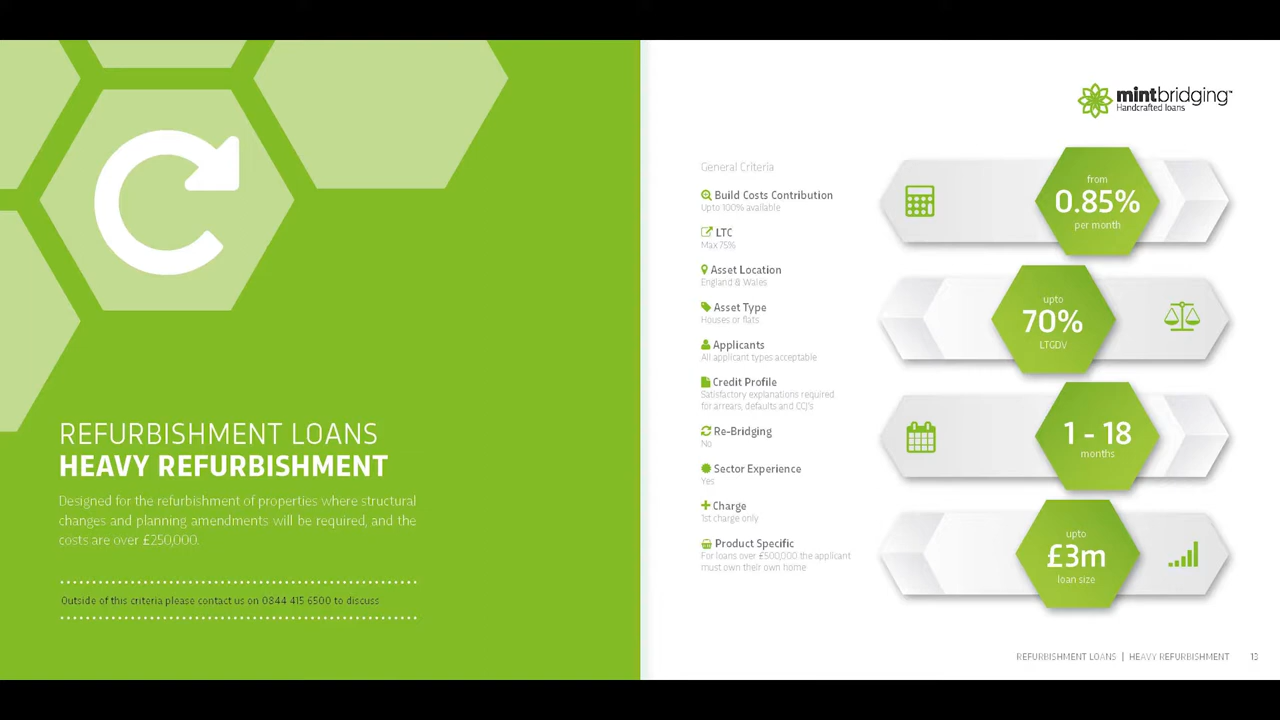 REFURBISHMENT LOANS
HEAVY REFURBISHMENT
Designed for the refurbishment of properties where structural
changes and planning amendments will be required, and the
costs are over £250,000.
Outside of this criteria please contact us on 0844 415 6500 to discuss
mintbridging™
Handcrafted loans
General Criteria
Build Costs Contribution
Upto 100% available
LTC
Max 75%
Asset Location
England & Wales
Asset Type
Houses or flats
Applicants
All applicant types acceptable
Credit Profile
Satisfactory explanations required
for arrears, defaults and CCJ's
Re-Bridging
No
Sector Experience
Yes
Charge
1st charge only
Product Specific
For loans over £500,000 the applicant
must own their own home
from
0.85%
per month
upto
70%
LTGDV
1 - 18
months
upto
£3m
loan size
REFURBISHMENT LOANS | HEAVY REFURBISHMENT 13